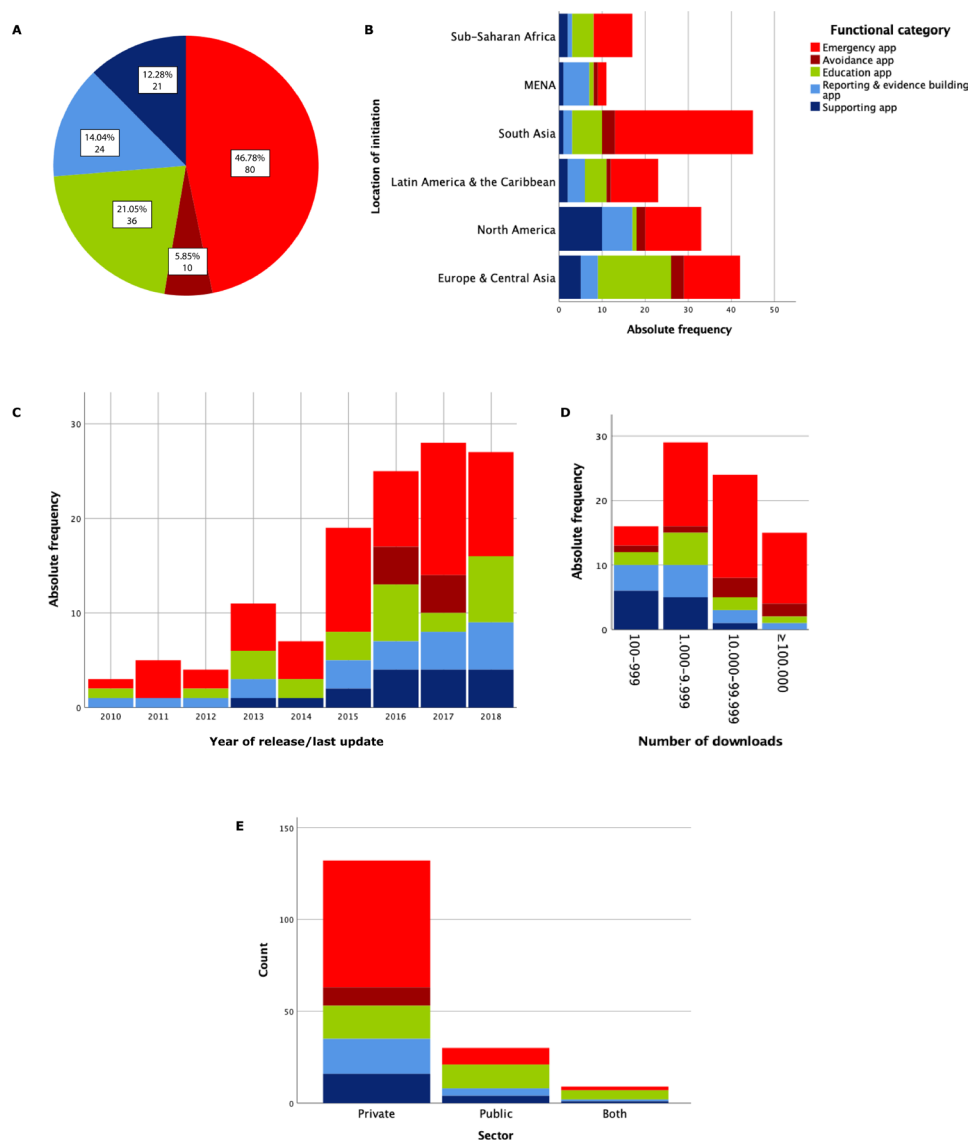 A
12.28%
21
14.04%
24
46.78%
80
21.05%
36
5.85%
10
B
Location of initiation
Sub-Saharan Africa
MENA
South Asia
Latin America & the Caribbean
North America
Europe & Central Asia
0
10
20
30
40
50
Absolute frequency
Functional category
Emergency app
Avoidance app
Education app
Reporting & evidence building
app
Supporting app
C
Absolute frequency
30
20
10
0
2010
2011
2012
2013
2014
2015
2016
2017
2018
Year of release/last update
D
Absolute frequency
30
20
10
0
100-999
1.000-9.999
10.000-99.999
≥100.000
Number of downloads
E
Count
150
100
50
0
Private
Public
Both
Sector